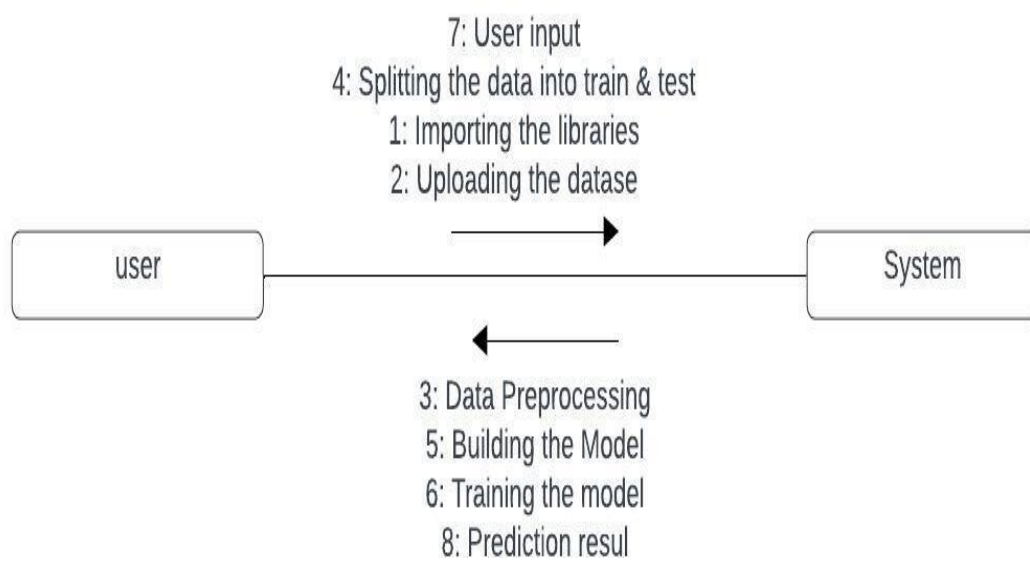 7: User input
4: Splitting the data into train & test
1: Importing the libraries
2: Uploading the datase
user
System
3: Data Preprocessing
5: Building the Model
6: Training the model
8: Prediction resul